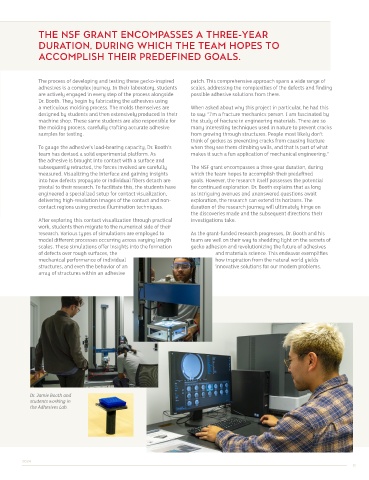 THE NSF GRANT ENCOMPASSES A THREE-YEAR
DURATION, DURING WHICH THE TEAM HOPES TO
ACCOMPLISH THEIR PREDEFINED GOALS.
The process of developing and testing these gecko-inspired
adhesives is a complex journey. In their laboratory, students
are actively engaged in every step of the process alongside
Dr. Booth. They begin by fabricating the adhesives using
a meticulous molding process. The molds themselves are
designed by students and then extensively produced in their
machine shop. These same students are also responsible for
the molding process, carefully crafting accurate adhesive
samples for testing.
To gauge the adhesive's load-bearing capacity, Dr. Booth's
team has devised a solid experimental platform. As
the adhesive is brought into contact with a surface and
subsequently retracted, the forces involved are carefully
measured. Visualizing the interface and gaining insights
into how defects propagate or individual fibers detach are
pivotal to their research. To facilitate this, the students have
engineered a specialized setup for contact visualization,
delivering high-resolution images of the contact and non-
contact regions using precise illumination techniques.
After exploring this contact visualization through practical
work, students then migrate to the numerical side of their
research. Various types of simulations are employed to
model different processes occurring across varying length
scales. These simulations offer insights into the formation
of defects over rough surfaces, the
mechanical performance of individual
structures, and even the behavior of an
array of structures within an adhesive
patch. This comprehensive approach spans a wide range of
scales, addressing the complexities of the defects and finding
possible adhesive solutions from there.
When asked about why this project in particular, he had this
to say: "I'm a fracture mechanics person. I am fascinated by
the study of fracture in engineering materials. There are so
many interesting techniques used in nature to prevent cracks
from growing through structures. People most likely don't
think of geckos as preventing cracks from causing fracture
when they see them climbing walls, and that is part of what
makes it such a fun application of mechanical engineering."
The NSF grant encompasses a three-year duration, during
which the team hopes to accomplish their predefined
goals. However, the research itself possesses the potential
for continued exploration. Dr. Booth explains that as long
as intriguing avenues and unanswered questions await
exploration, the research can extend its horizons. The
duration of the research journey will ultimately hinge on
the discoveries made and the subsequent directions their
investigations take.
As the grant-funded research progresses, Dr. Booth and his
team are well on their way to shedding light on the secrets of
gecko adhesion and revolutionizing the future of adhesives
and materials science. This endeavor exemplifies
how inspiration from the natural world yields
innovative solutions for our modern problems.
Dr. Jamie Booth and
students working in
the Adhesives Lab